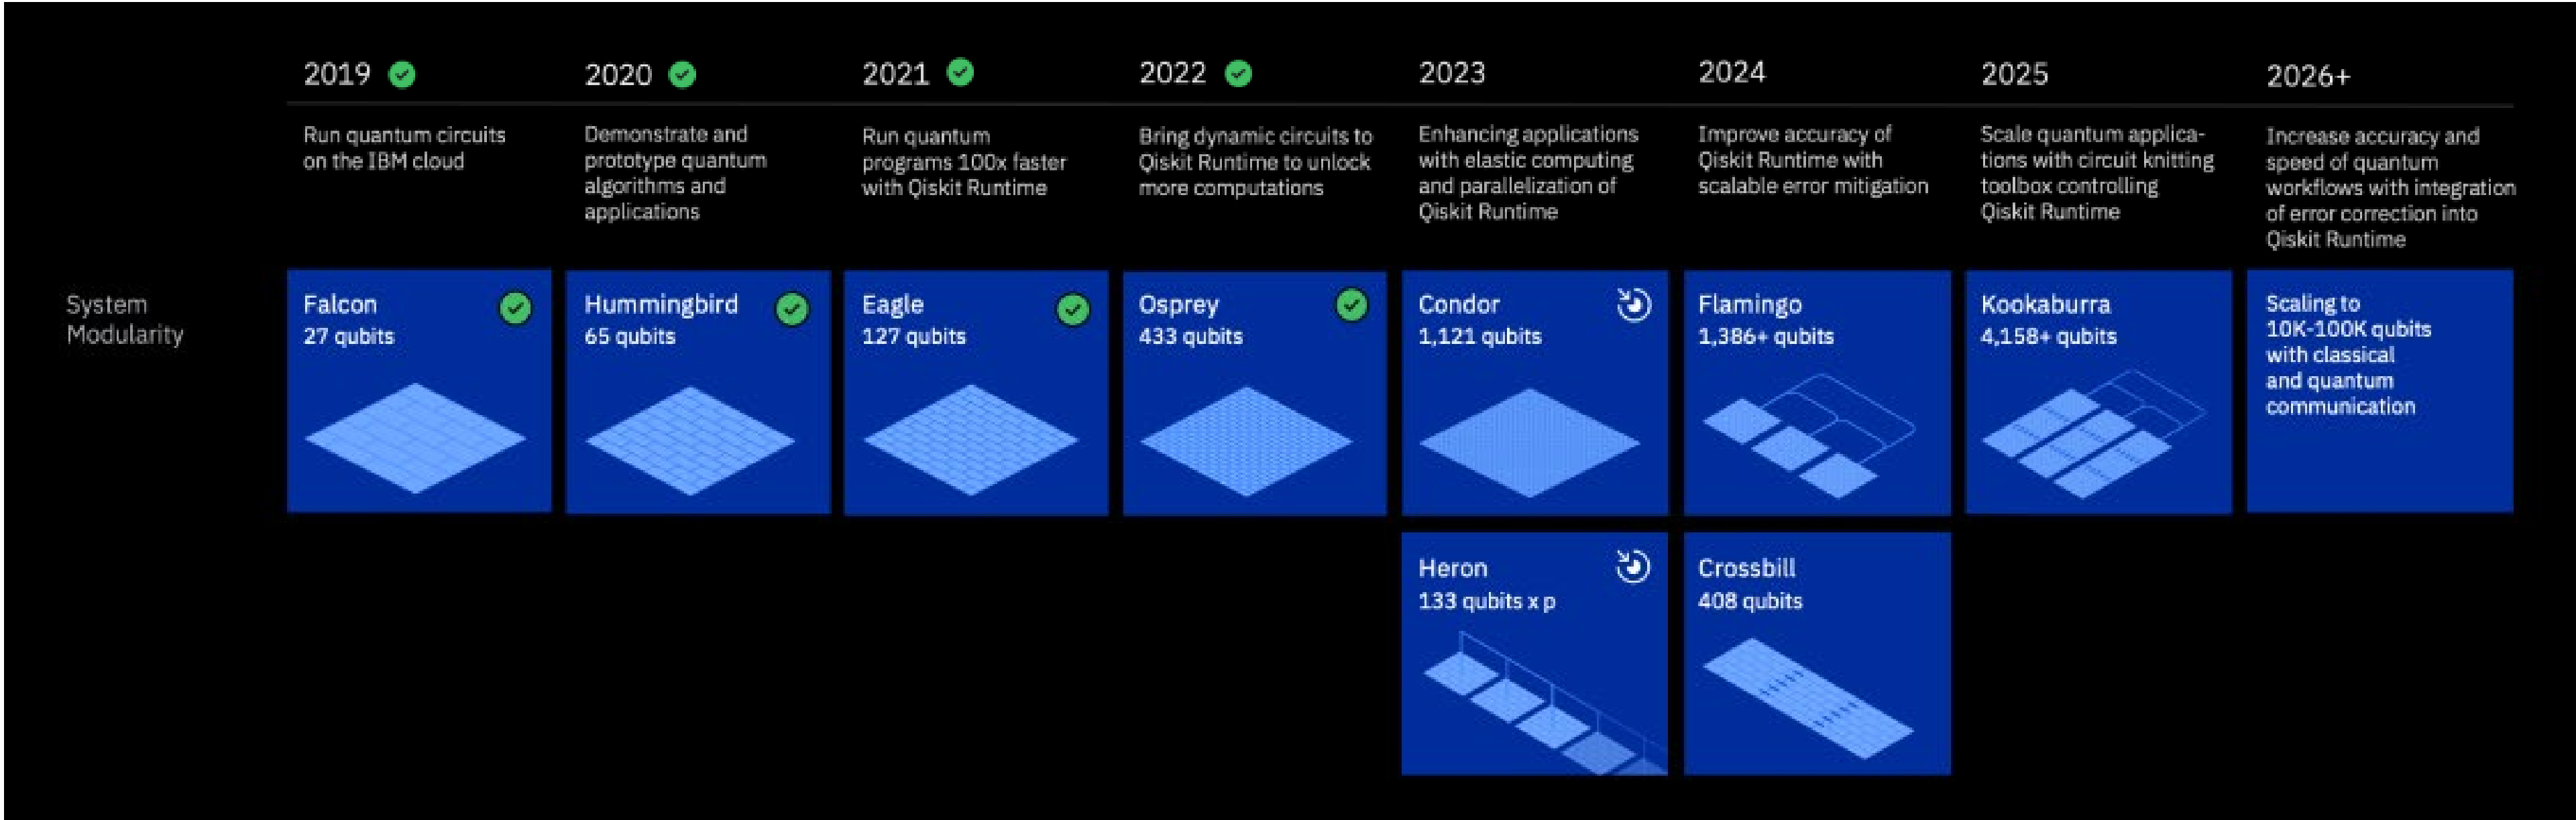 2019
2020
2021
2022
2023
2024
2025
2026+
Run quantum circuits
on the IBM cloud
Demonstrate and
prototype quantum
algorithms and
applications
Run quantum
programs 100x faster
with Qiskit Runtime
Bring dynamic circuits to
Qiskit Runtime to unlock
more computations
Enhancing applications
with elastic computing
and parallelization of
Qiskit Runtime
Improve accuracy of
Qiskit Runtime with
scalable error mitigation
Scale quantum applica-
tions with circuit knitting
toolbox controlling
Qiskit Runtime
Increase accuracy and
speed of quantum
workflows with integration
of error correction into
Qiskit Runtime
System
Modularity
Falcon
27 qubits
Hummingbird
65 qubits
Eagle
127 qubits
Osprey
433 qubits
Condor
1,121 qubits
Flamingo
1,386+ qubits
Kookaburra
4,158+ qubits
Scaling to
10K-100K qubits
with classical
and quantum
communication
Heron
133 qubits x p
Crossbill
408 qubits